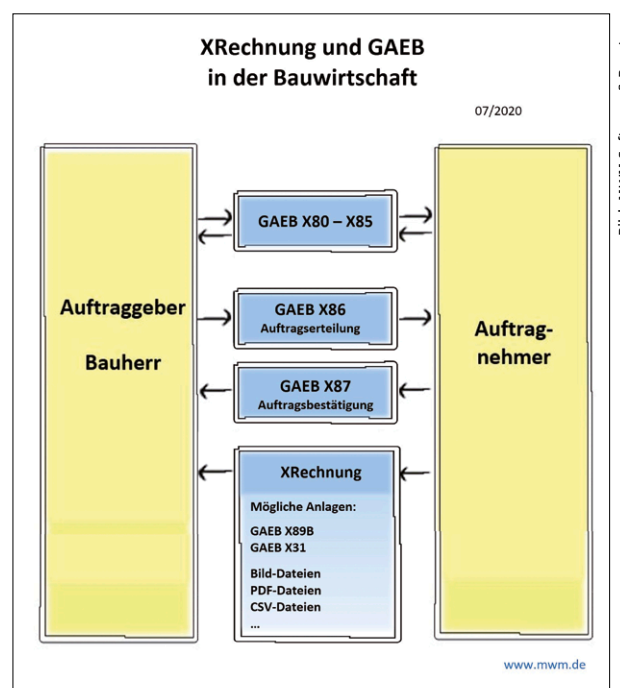 XRechnung und GAEB
in der Bauwirtschaft
07/2020
Auftraggeber
Bauherr
GAEB X80 – X85
GAEB X86
Auftragserteilung
GAEB X87
Auftragsbestätigung
XRechnung
Mögliche Anlagen:
GAEB X89B
GAEB X31
Bild-Dateien
PDF-Dateien
CSV-Dateien
...
Auftrag-
nehmer
www.mwm.de